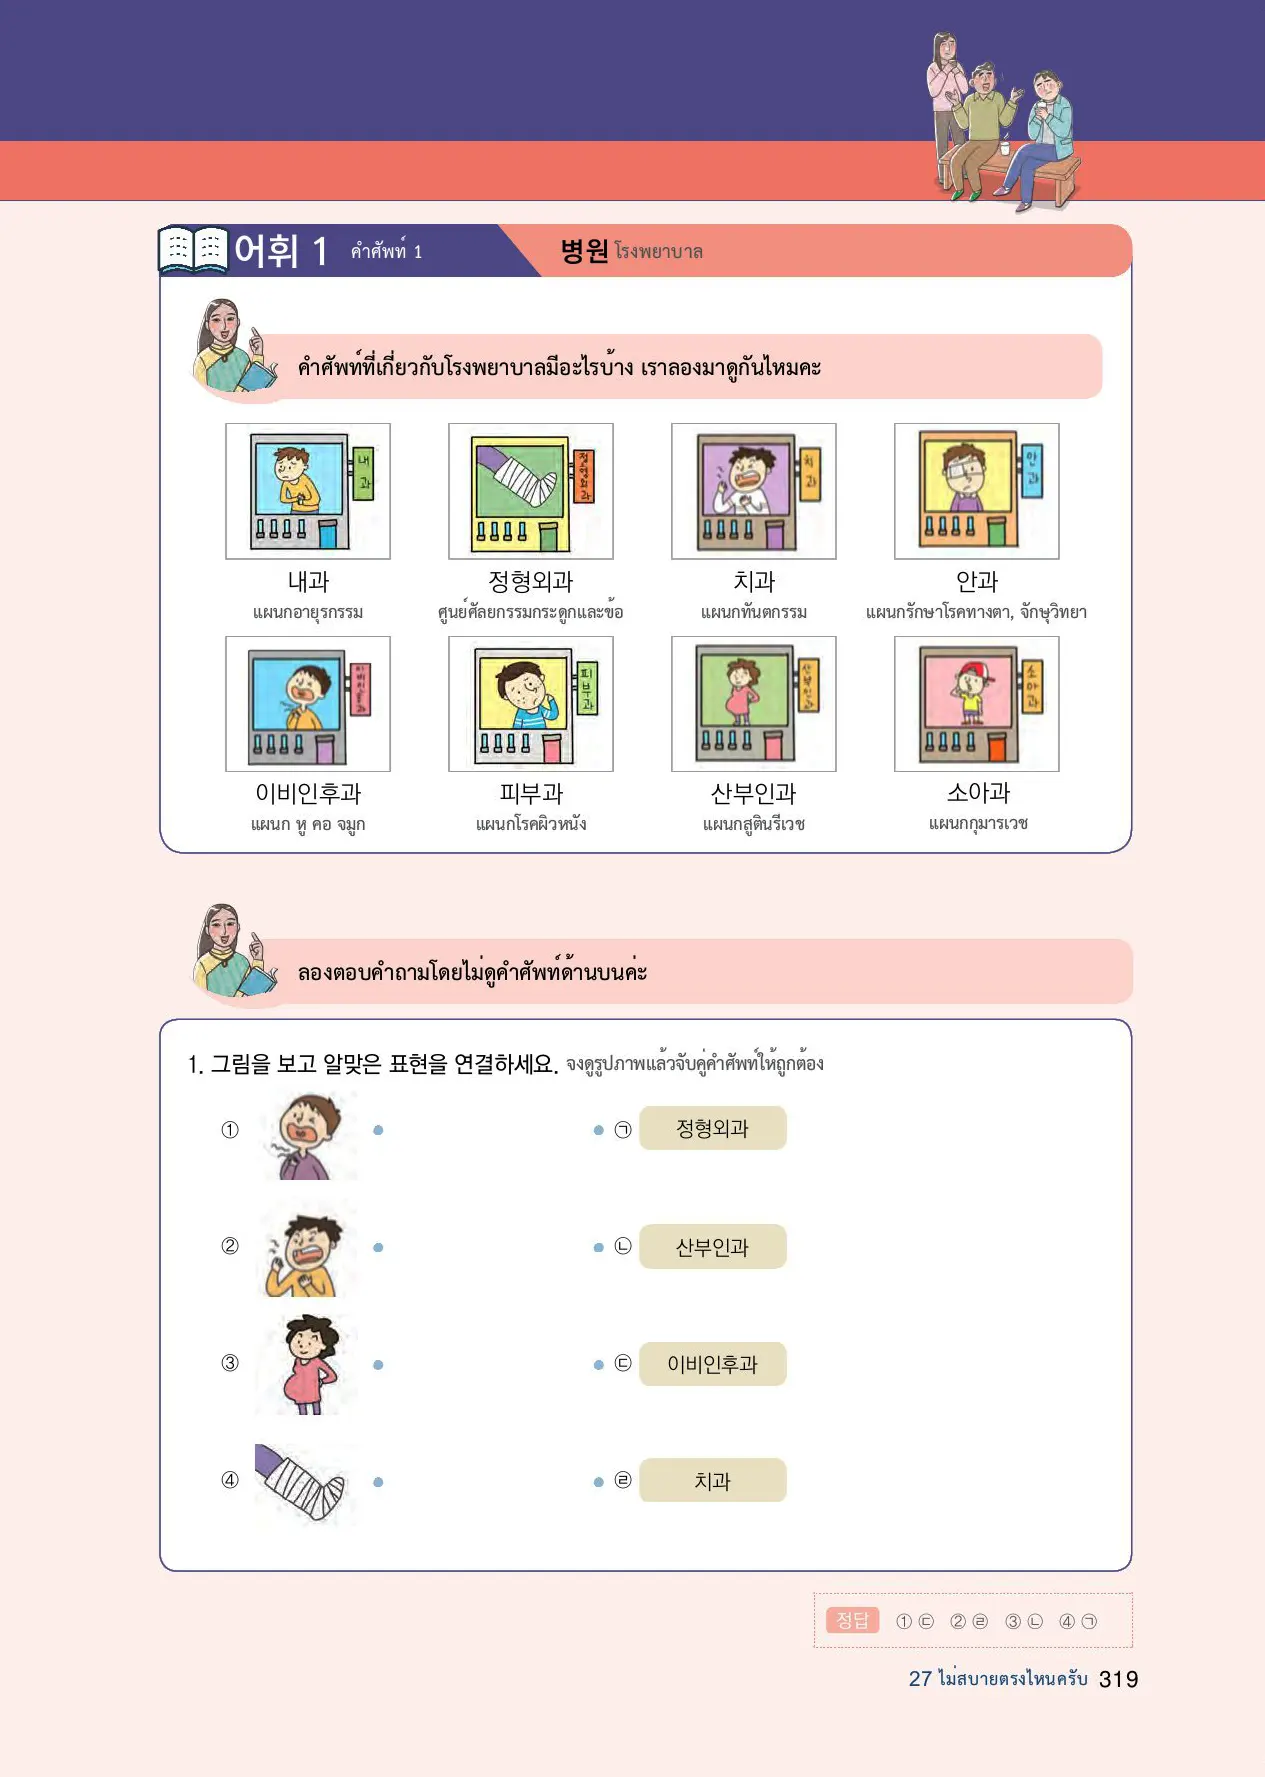 어휘 1 คำศัพท์ 1 병원 โรงพยาบาล
คำศัพท์ที่เกี่ยวกับโรงพยาบาลมีอะไรบ้าง เราลองมาดูกันไหมคะ
내과 정형외과 치과 안과
내과 정형외과 치과 안과
แผนกอายุรกรรม ศูนย์ศัลยกรรมกระดูกและข้อ แผนกทันตกรรม แผนกรักษาโรคทางตา, จักษุวิทยา
이비인후과 피부과 산부인과 소아과
이비인후과 피부과 산부인과 소아과
แผนก หู คอ จมูก แผนกโรคผิวหนัง แผนกสูตินรีเวช แผนกกุมารเวช
ลองตอบคำถามโดยไม่ดูคำศัพท์ด้านบนค่ะ
1. 그림을 보고 알맞은 표현을 연결하세요. จงดูรูปภาพแล้วจับคู่คำศัพท์ให้ถูกต้อง
① ㉠ 정형외과
② ㉡ 산부인과
③ ㉢ 이비인후과
④ ㉣ 치과
정답 ① ㉢ ② ㉣ ③ ㉡ ④ ㉠
27 ไม่สบายตรงไหนครับ 319